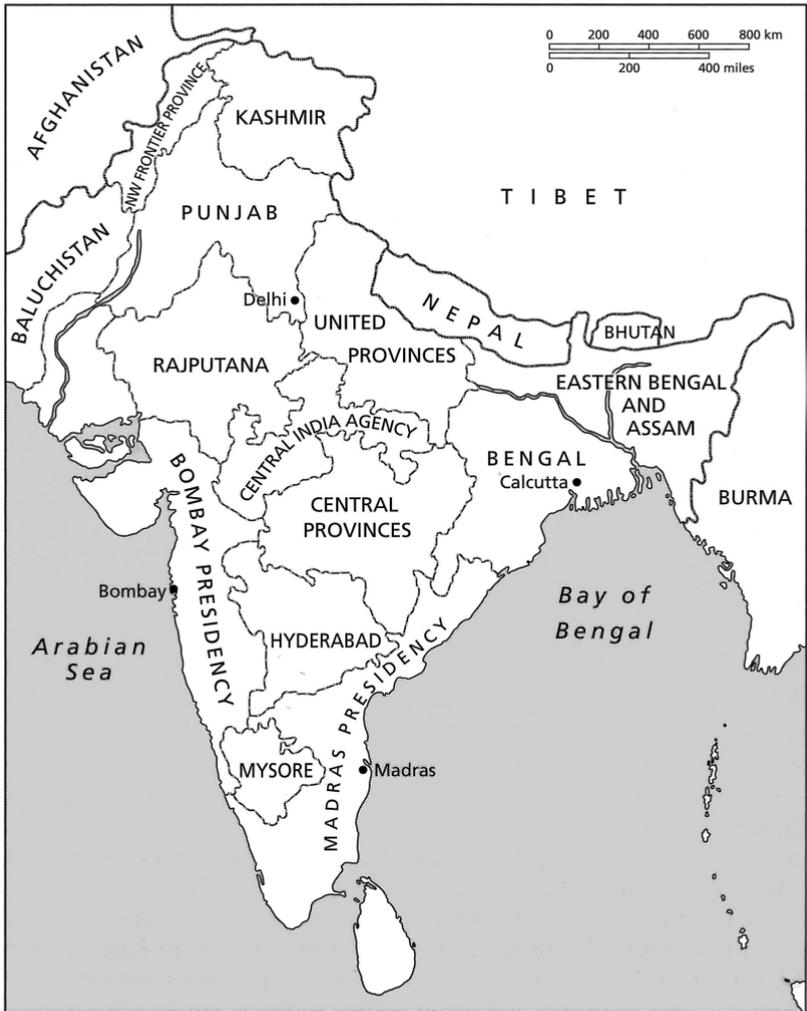 0 200 400 600 800 km
0 200 400 miles
AFGHANISTAN
NW FRONTIER PROVINCE
KASHMIR
TIBET
PUNJAB
BALUCHISTAN
Delhi
NEPAL
UNITED
PROVINCES
BHUTAN
RAJPUTANA
EASTERN BENGAL
AND
ASSAM
CENTRAL INDIA AGENCY
BENGAL
Calcutta
BURMA
BOMBAY PRESIDENCY
CENTRAL
PROVINCES
Bombay
Bay of
Bengal
Arabian
Sea
HYDERABAD
MADRAS PRESIDENCY
MYSORE
Madras